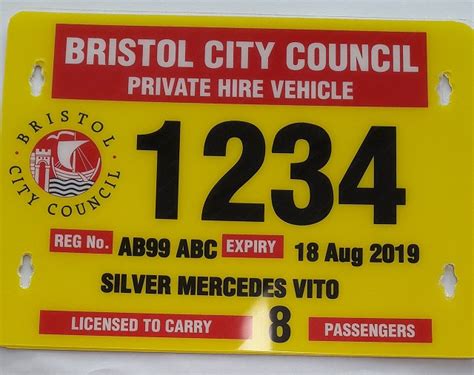 BRISTOL CITY COUNCIL
PRIVATE HIRE VEHICLE
BRISTOL
CITY COUNCIL
1234
REG No. AB99 ABC EXPIRY 18 Aug 2019
SILVER MERCEDES VITO
LICENSED TO CARRY 8 PASSENGERS